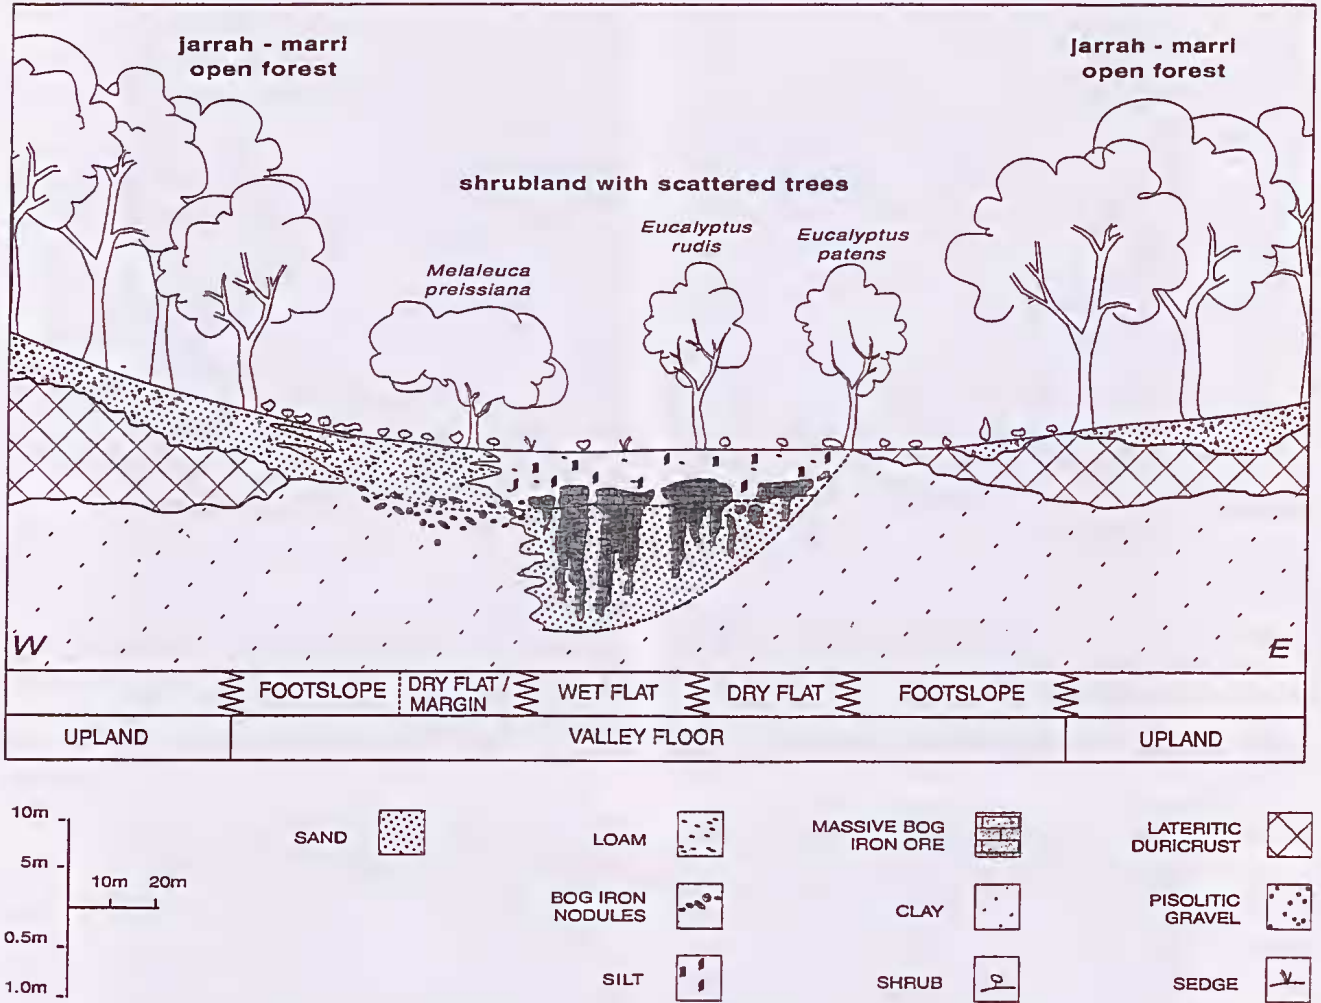 jarrah - marri
open forest
jarrah - marri
open forest
shrubland with scattered trees
Eucalyptus
rudis
Eucalyptus
patens
Melaleuca
preissiana
W
E
FOOTSLOPE
DRY FLAT /
MARGIN
WET FLAT
DRY FLAT
FOOTSLOPE
UPLAND
VALLEY FLOOR
UPLAND
10m
5m
10m 20m
0.5m
1.0m
SAND
LOAM
BOG IRON
NODULES
SILT
MASSIVE BOG
IRON ORE
CLAY
SHRUB
LATERITIC
DURICRUST
PISOLITIC
GRAVEL
SEDGE